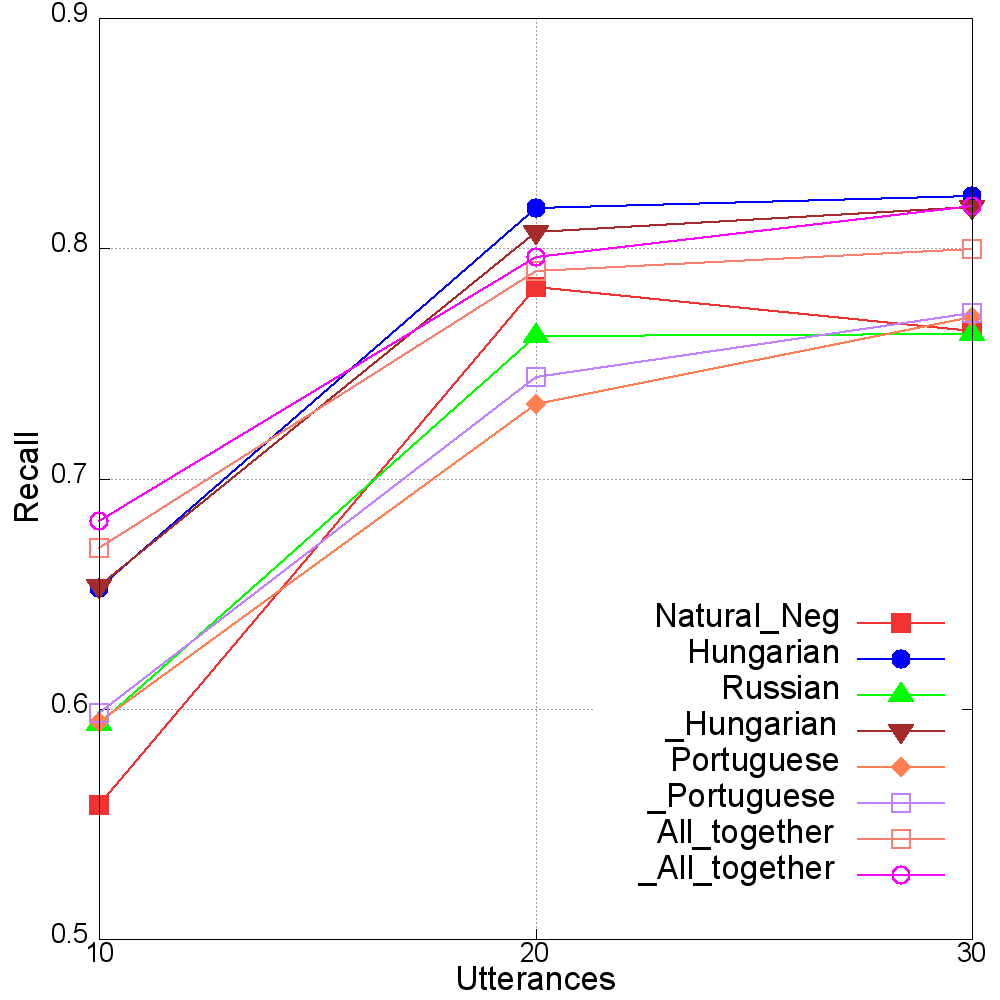 0.9
0.8
0.7
0.6
0.5
Recall
Natural_Neg
Hungarian
Russian
_Hungarian
Portuguese
_Portuguese
All_together
_All_together
10 20 30
Utterances